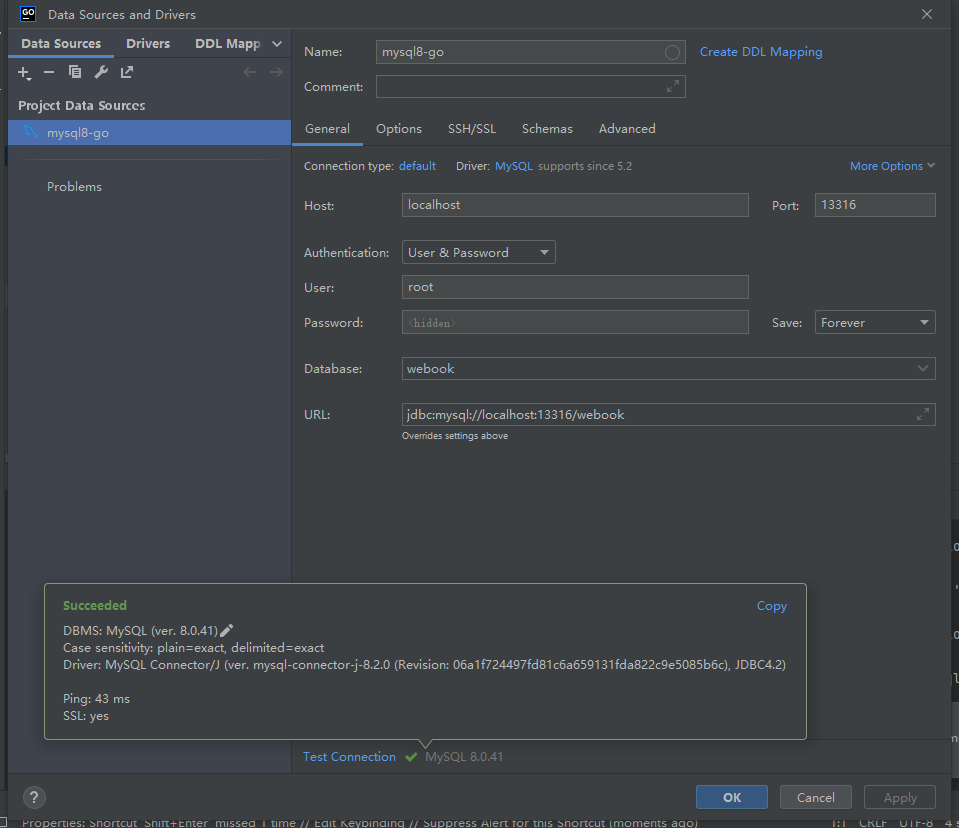 GO Data Sources and Drivers
Data Sources Drivers DDL Mapp
Project Data Sources
mysql8-go
Problems
Name: mysql8-go Create DDL Mapping
Comment:
General Options SSH/SSL Schemas Advanced
Connection type: default Driver: MySQL supports since 5.2 More Options
Host: localhost Port: 13316
Authentication: User & Password
User: root
Password: <hidden> Save: Forever
Database: webook
URL: jdbc:mysql://localhost:13316/webook
Overrides settings above
Succeeded Copy
DBMS: MySQL (ver. 8.0.41)
Case sensitivity: plain=exact, delimited=exact
Driver: MySQL Connector/J (ver. mysql-connector-j-8.2.0 (Revision: 06a1f724497fd81c6a659131fda822c9e5085b6c), JDBC4.2)
Ping: 43 ms
SSL: yes
Test Connection MySQL 8.0.41
? OK Cancel Apply
Properties: Shortcut Shift+Enter missed 1 time // Edit Keybinding // Suppress Alert for this Shortcut (moments ago) 1:1 CRLF UTF-8 4 s